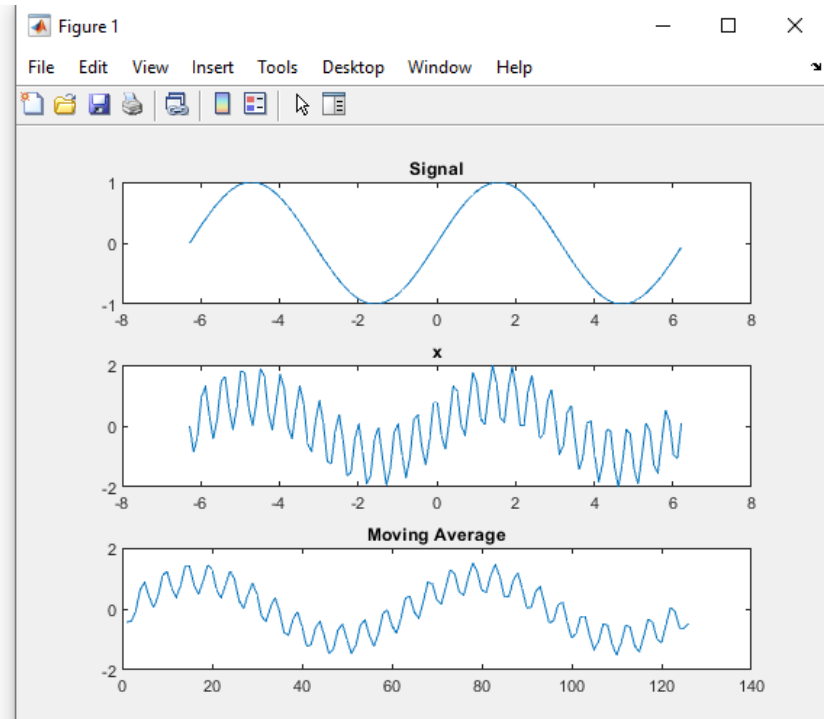 Figure 1
File Edit View Insert Tools Desktop Window Help
Signal
1
0
-1
-8 -6 -4 -2 0 2 4 6 8
x
2
0
-2
-8 -6 -4 -2 0 2 4 6 8
Moving Average
2
0
-2
0 20 40 60 80 100 120 140